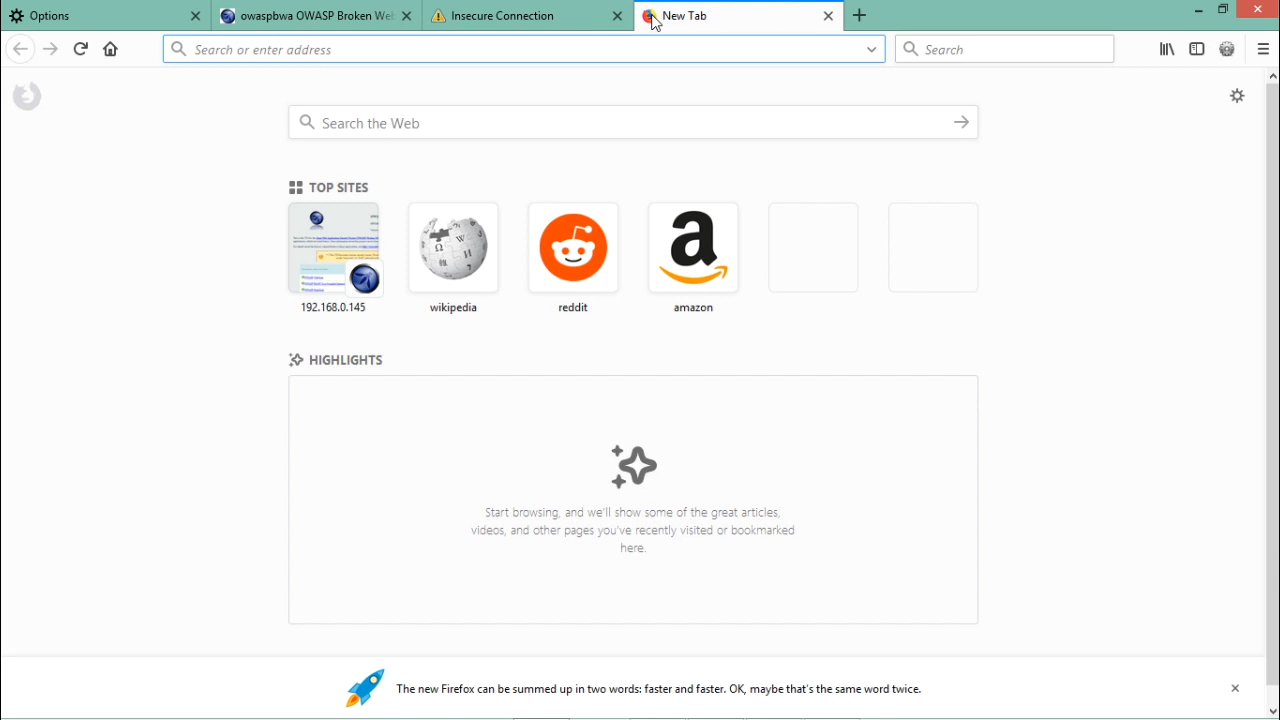 Options
owaspbwa OWASP Broken Web
Insecure Connection
New Tab
Search or enter address
Search
Search the Web
TOP SITES
192.168.0.145
wikipedia
reddit
amazon
HIGHLIGHTS
Start browsing, and we'll show some of the great articles,
videos, and other pages you've recently visited or bookmarked
here.
The new Firefox can be summed up in two words: faster and faster. OK, maybe that's the same word twice.